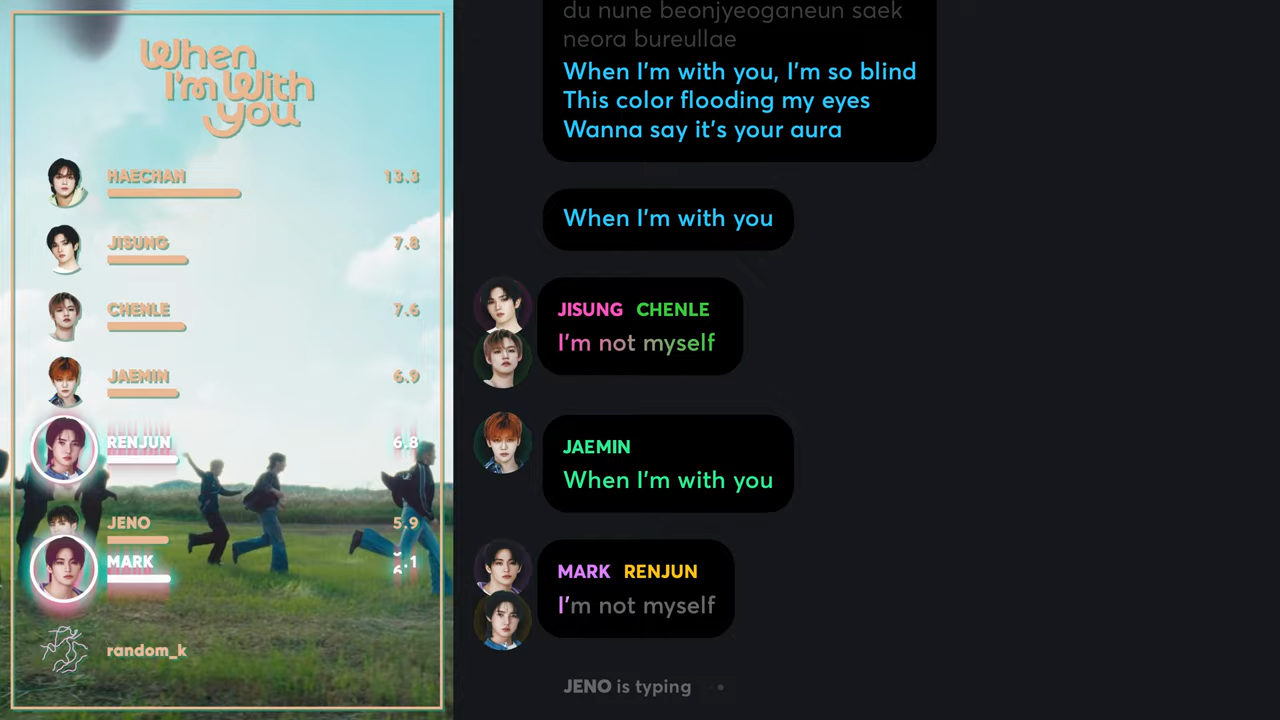 When
I'm With
you
HAECHAN 13.3
JISUNG 7.8
CHENLE 7.6
JAEMIN 6.9
RENJUN 6.8
JENO 5.9
MARK
random_k
du nune beonjyeoganeun saek
neora bureullae
When I'm with you, I'm so blind
This color flooding my eyes
Wanna say it's your aura
When I'm with you
JISUNG CHENLE
I'm not myself
JAEMIN
When I'm with you
MARK RENJUN
I'm not myself
JENO is typing